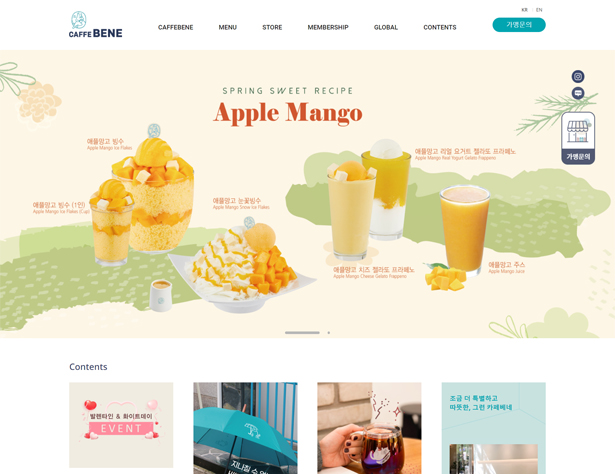 KR EN
CAFFE BENE
CAFFEBENE MENU STORE MEMBERSHIP GLOBAL CONTENTS
가맹문의
SPRING SWEET RECIPE
Apple Mango
애플망고 빙수
Apple Mango Ice Flakes
애플망고 빙수 (1인)
Apple Mango Ice Flakes (Cup)
애플망고 눈꽃빙수
Apple Mango Snow Ice Flakes
애플망고 리얼 요거트 젤라또 프라페노
Apple Mango Real Yogurt Gelato Frappeno
애플망고 치즈 젤라또 프라페노
Apple Mango Cheese Gelato Frappeno
애플망고 주스
Apple Mango Juice
가맹문의
Contents
발렌타인 & 화이트데이
EVENT
지나칠 수 없
조금 더 특별하고
따뜻한, 그런 카페베네